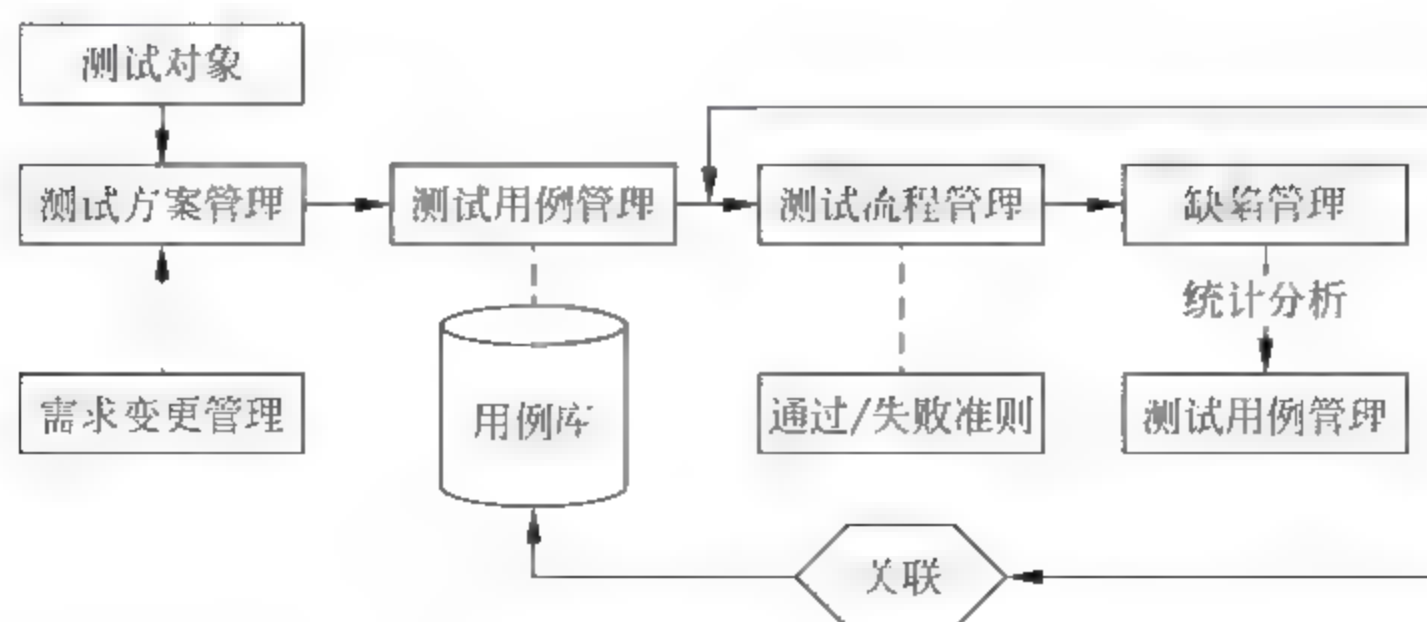 测试对象
测试方案管理
测试用例管理
测试流程管理
缺陷管理
统计分析
需求变更管理
用例库
通过/失败准则
测试用例管理
关联